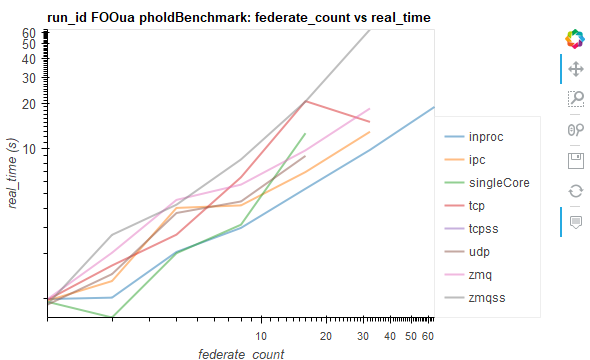 run_id FOOua pholdBenchmark: federate_count vs real_time
60
50
40
30
20
10
real_time (s)
10
20
30
40
50
60
federate_count
inproc
ipc
singleCore
tcp
tcpss
udp
zmq
zmqss